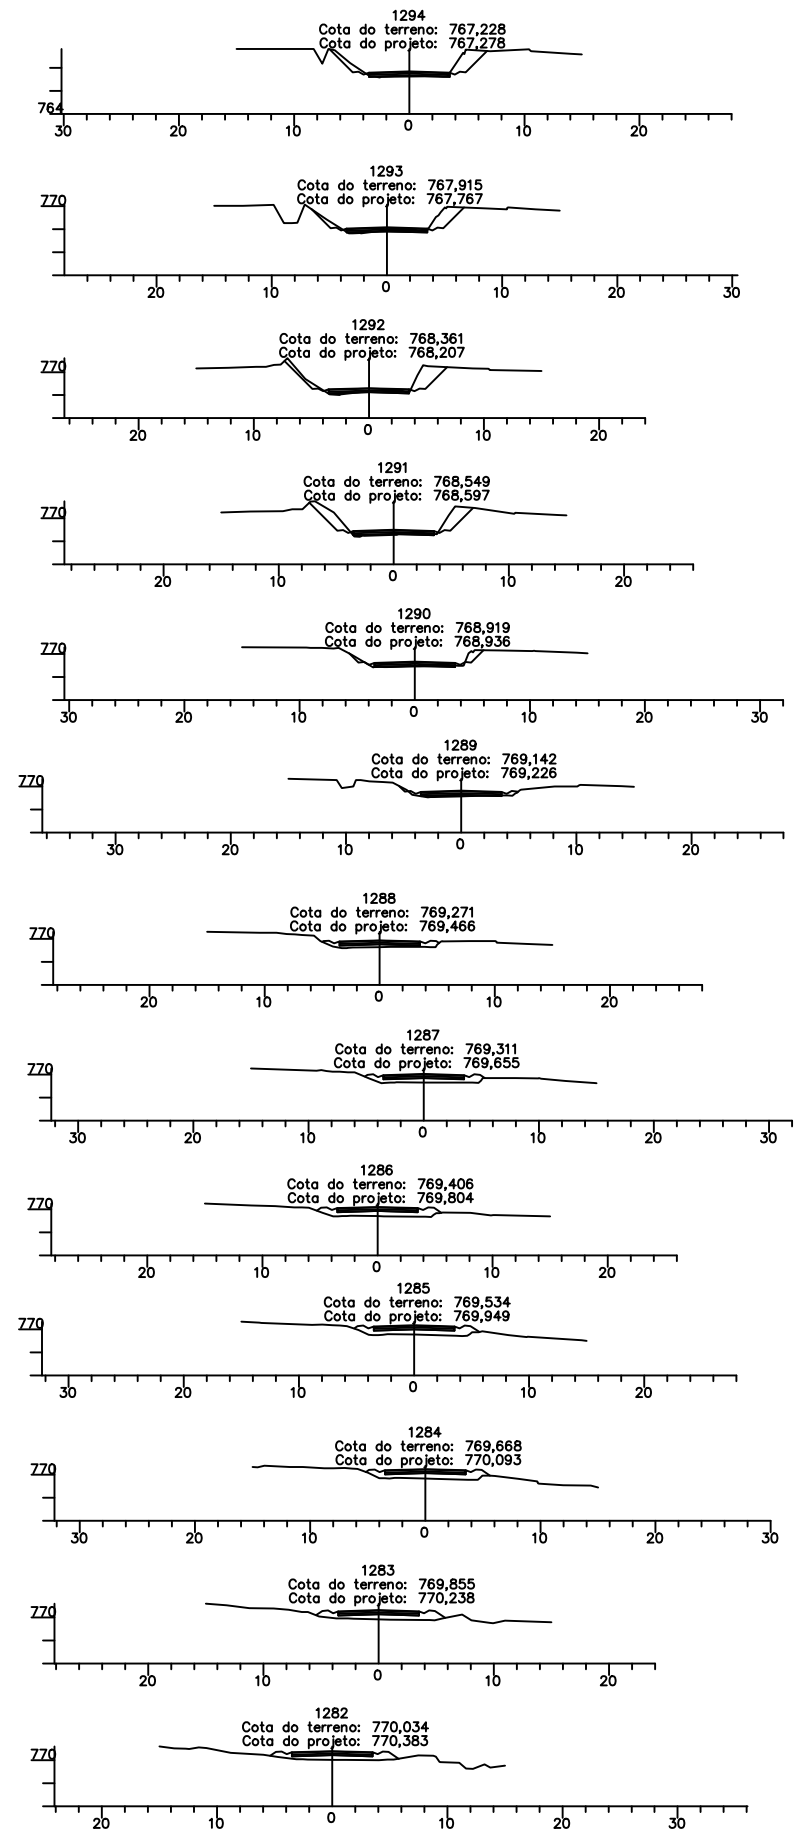 1294
Cota do terreno: 767,228
Cota do projeto: 767,278
764
30 20 10 0 10 20
1293
Cota do terreno: 767,915
Cota do projeto: 767,767
770
20 10 0 10 20 30
1292
Cota do terreno: 768,361
Cota do projeto: 768,207
770
20 10 0 10 20
1291
Cota do terreno: 768,549
Cota do projeto: 768,597
770
20 10 0 10 20
1290
Cota do terreno: 768,919
Cota do projeto: 768,936
770
30 20 10 0 10 20 30
1289
Cota do terreno: 769,142
Cota do projeto: 769,226
770
30 20 10 0 10 20
1288
Cota do terreno: 769,271
Cota do projeto: 769,466
770
20 10 0 10 20
1287
Cota do terreno: 769,311
Cota do projeto: 769,655
770
30 20 10 0 10 20 30
1286
Cota do terreno: 769,406
Cota do projeto: 769,804
770
20 10 0 10 20
1285
Cota do terreno: 769,534
Cota do projeto: 769,949
770
30 20 10 0 10 20
1284
Cota do terreno: 769,668
Cota do projeto: 770,093
770
30 20 10 0 10 20 30
1283
Cota do terreno: 769,855
Cota do projeto: 770,238
770
20 10 0 10 20
1282
Cota do terreno: 770,034
Cota do projeto: 770,383
770
20 10 0 10 20 30